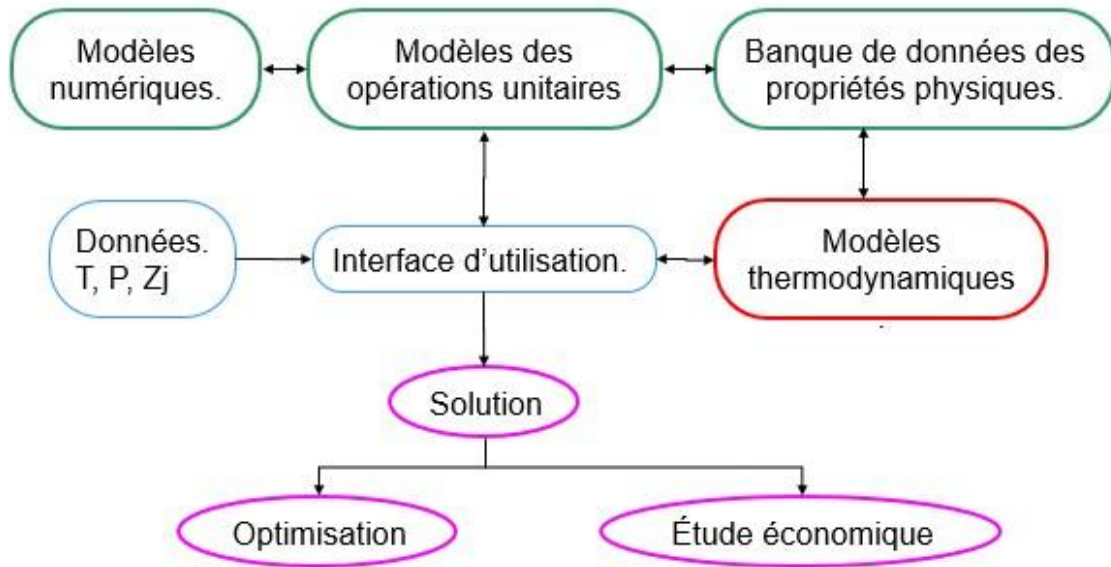 Modèles
numériques.
Modèles des
opérations unitaires
Banque de données des
propriétés physiques.
Données.
T, P, Zj
Interface d’utilisation.
Modèles
thermodynamiques
.
Solution
Optimisation
Étude économique